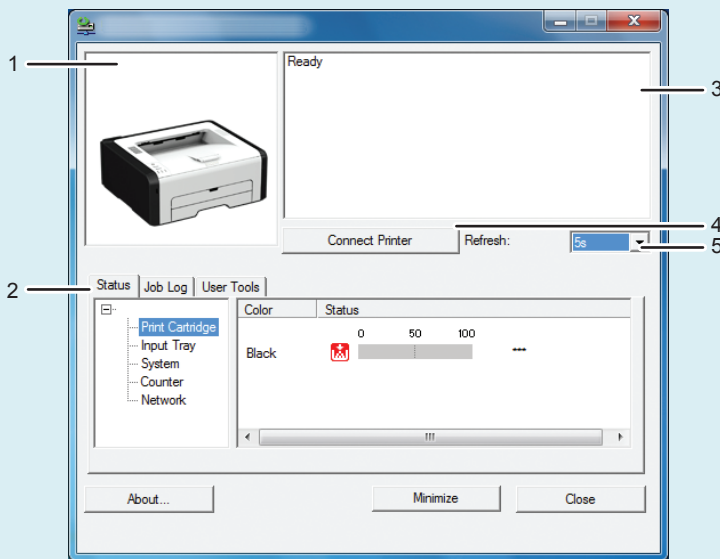 1
Ready
3
4
Connect Printer
Refresh:
5s
5
2
Status
Job Log
User Tools
Color
Status
Print Cartridge
Input Tray
System
Counter
Network
0 50 100
Black
---
About...
Minimize
Close